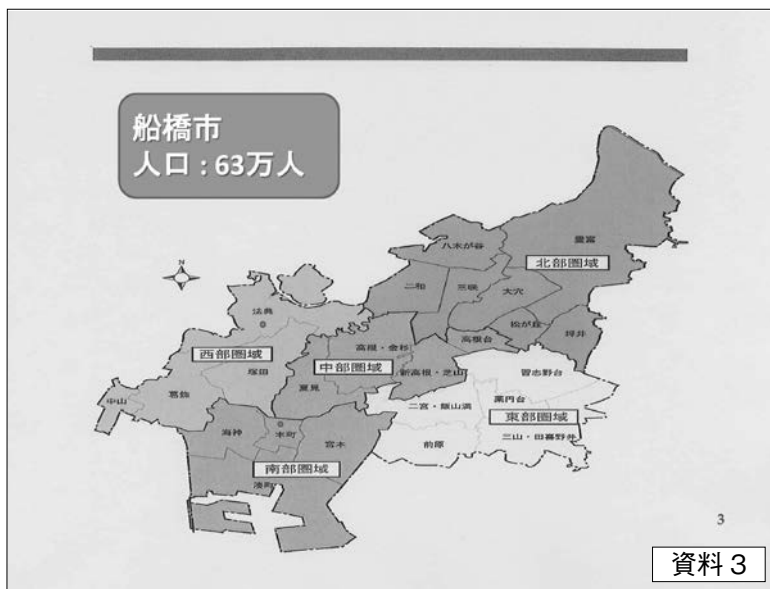 船橋市
人口：63万人
八木が谷
豊富
北部圏域
二和
三咲
大穴
法典
松が丘
坪井
高根台
高根・金杉
西部圏域
中部圏域
新高根・芝山
習志野台
塚田
夏見
中山
葛飾
二宮・飯山満
薬円台
東部圏域
海神
本町
宮本
前原
三山・田喜野井
南部圏域
湊町
N
3
資料3